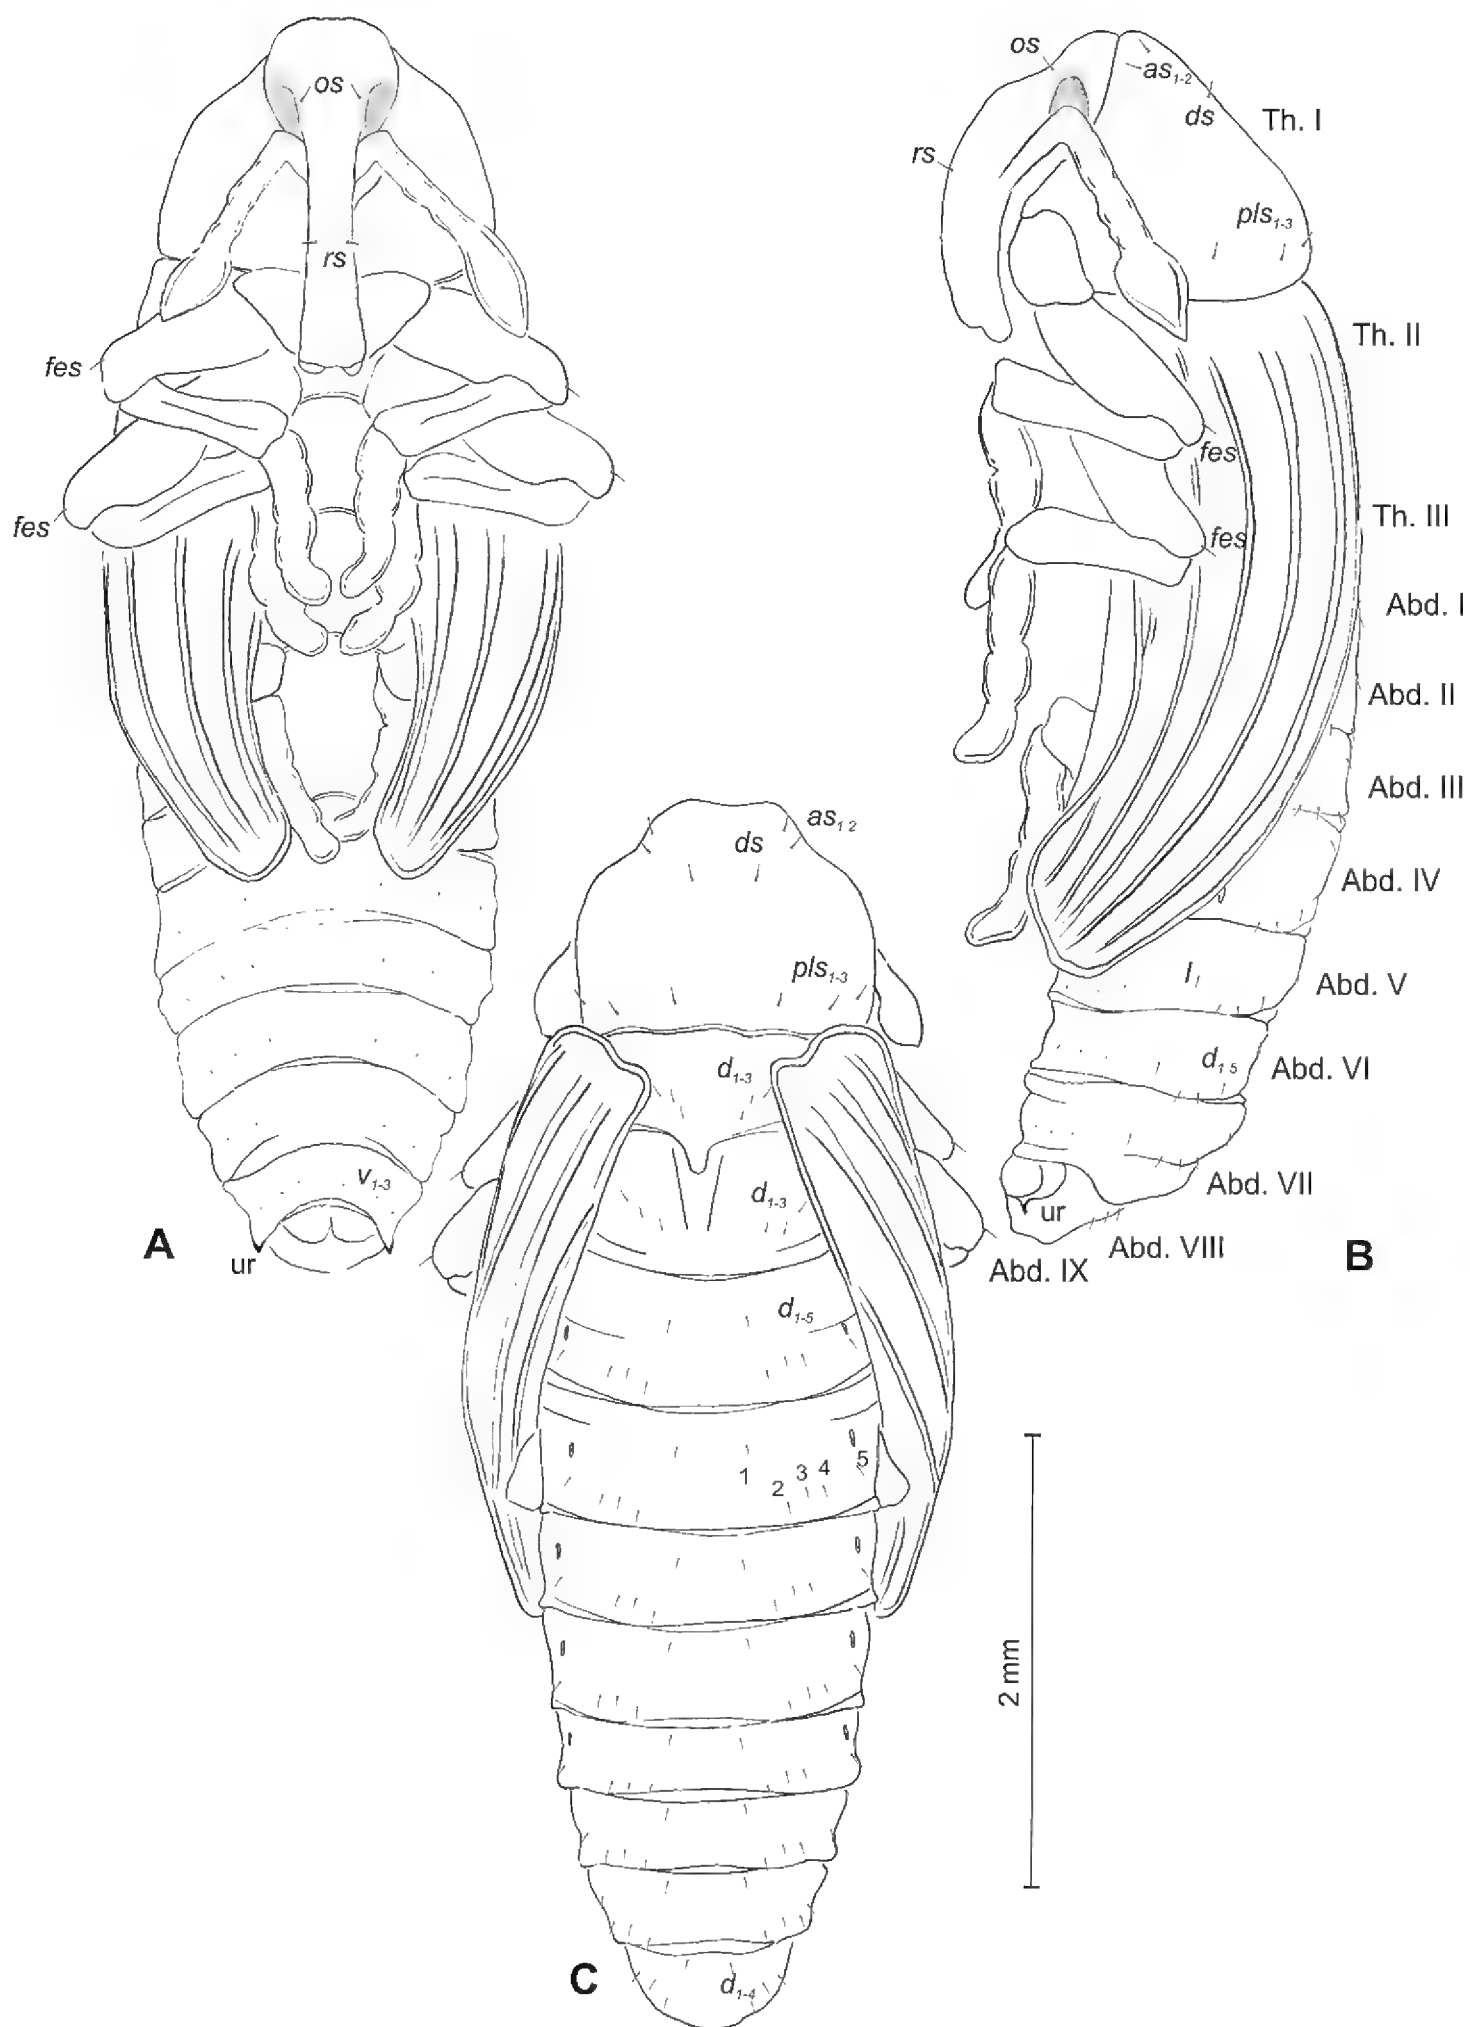 os
rs
fes
fes
v1-3
ur
A
os
as1-2
ds
Th. I
rs
pls1-3
Th. II
fes
Th. III
fes
Abd. I
Abd. II
Abd. III
Abd. IV
l1
Abd. V
d1-5
Abd. VI
Abd. VII
ur
Abd. VIII
Abd. IX
B
as1 2
ds
pls1-3
d1-3
d1-3
d1-5
1 2 3 4 5
2 mm
d1-4
C